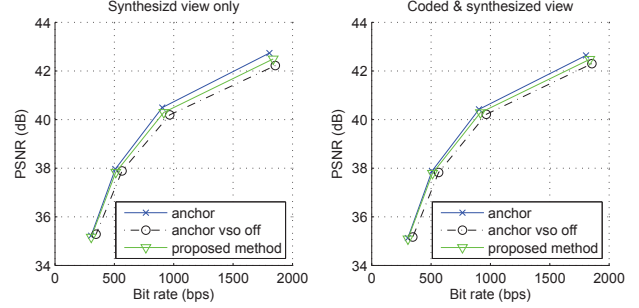 Synthesizd view only
44
42
40
38
36
34
PSNR (dB)
0 500 1000 1500 2000
Bit rate (bps)
anchor
anchor vso off
proposed method
Coded & synthesized view
44
42
40
38
36
34
PSNR (dB)
0 500 1000 1500 2000
Bit rate (bps)
anchor
anchor vso off
proposed method